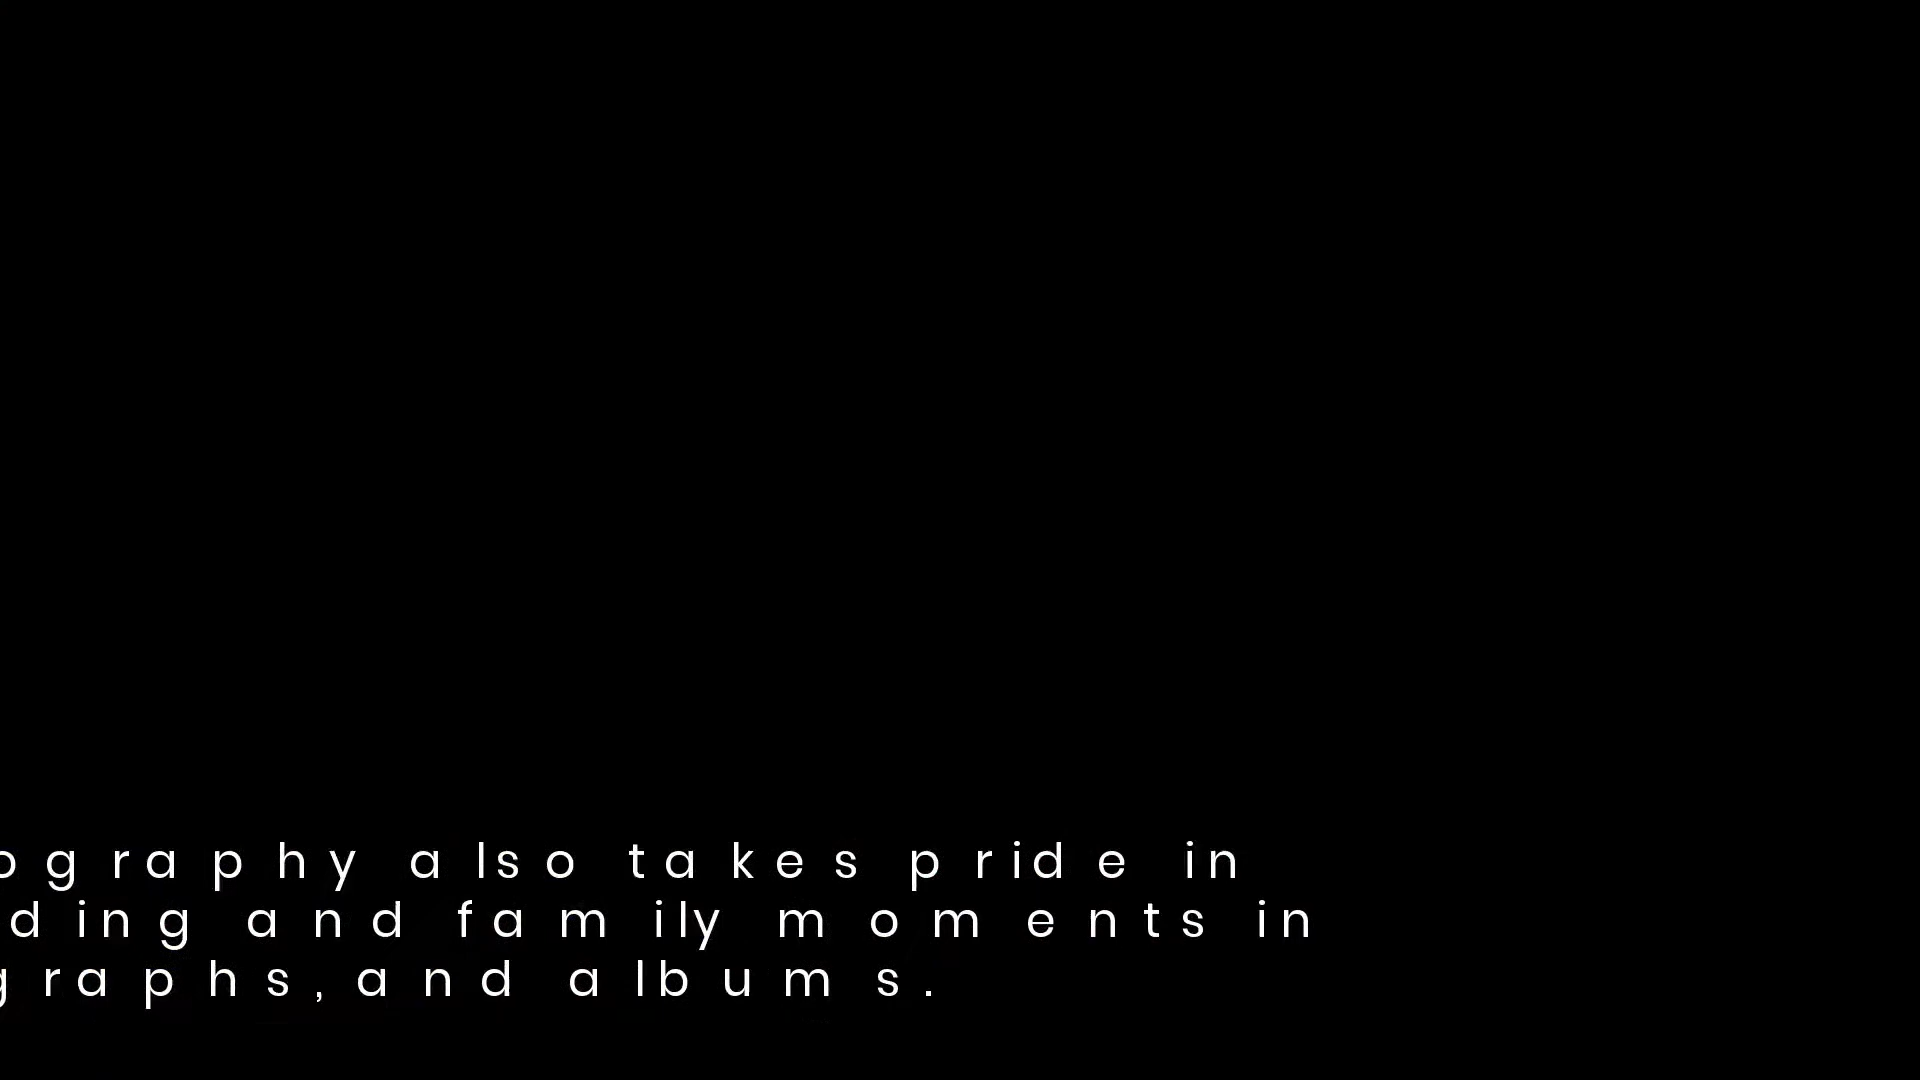 ography also takes pride in
ding and family moments in
graphs,and albums.